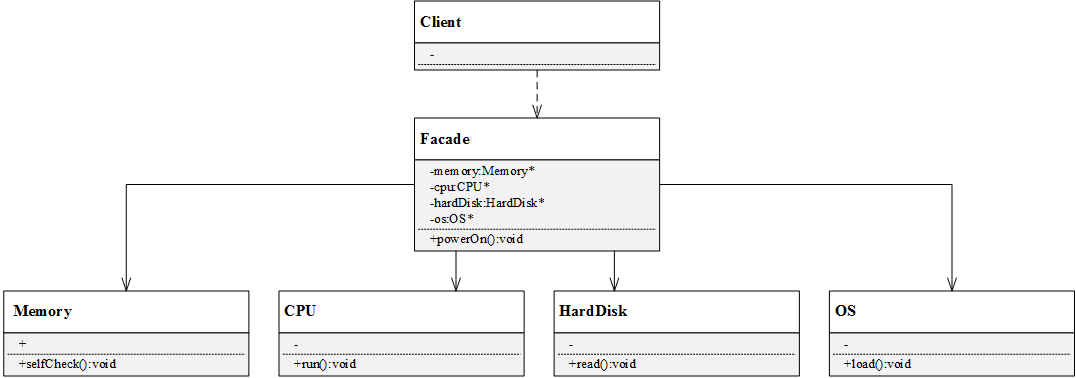 Client
-
Facade
-memory:Memory*
-cpu:CPU*
-hardDisk:HardDisk*
-os:OS*
+powerOn():void
Memory
+
+selfCheck():void
CPU
-
+run():void
HardDisk
-
+read():void
OS
-
+load():void